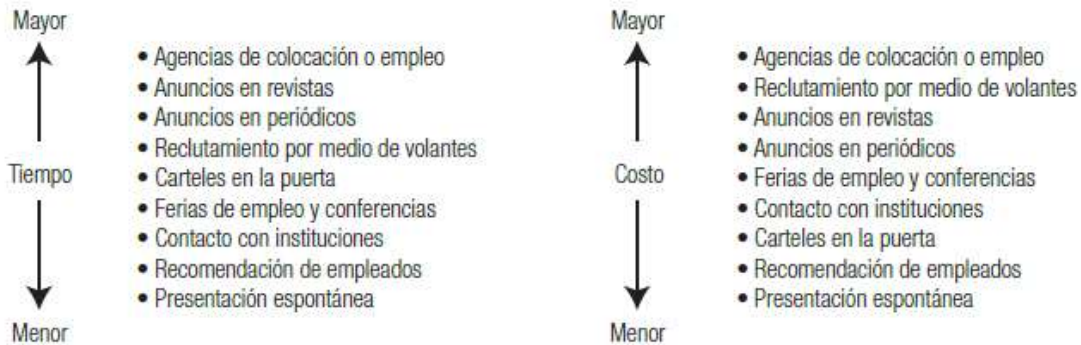 Mayor
• Agencias de colocación o empleo
• Anuncios en revistas
• Anuncios en periódicos
• Reclutamiento por medio de volantes
Tiempo
• Carteles en la puerta
• Ferias de empleo y conferencias
• Contacto con instituciones
• Recomendación de empleados
• Presentación espontánea
Menor
Mayor
• Agencias de colocación o empleo
• Reclutamiento por medio de volantes
• Anuncios en revistas
• Anuncios en periódicos
Costo
• Ferias de empleo y conferencias
• Contacto con instituciones
• Carteles en la puerta
• Recomendación de empleados
• Presentación espontánea
Menor